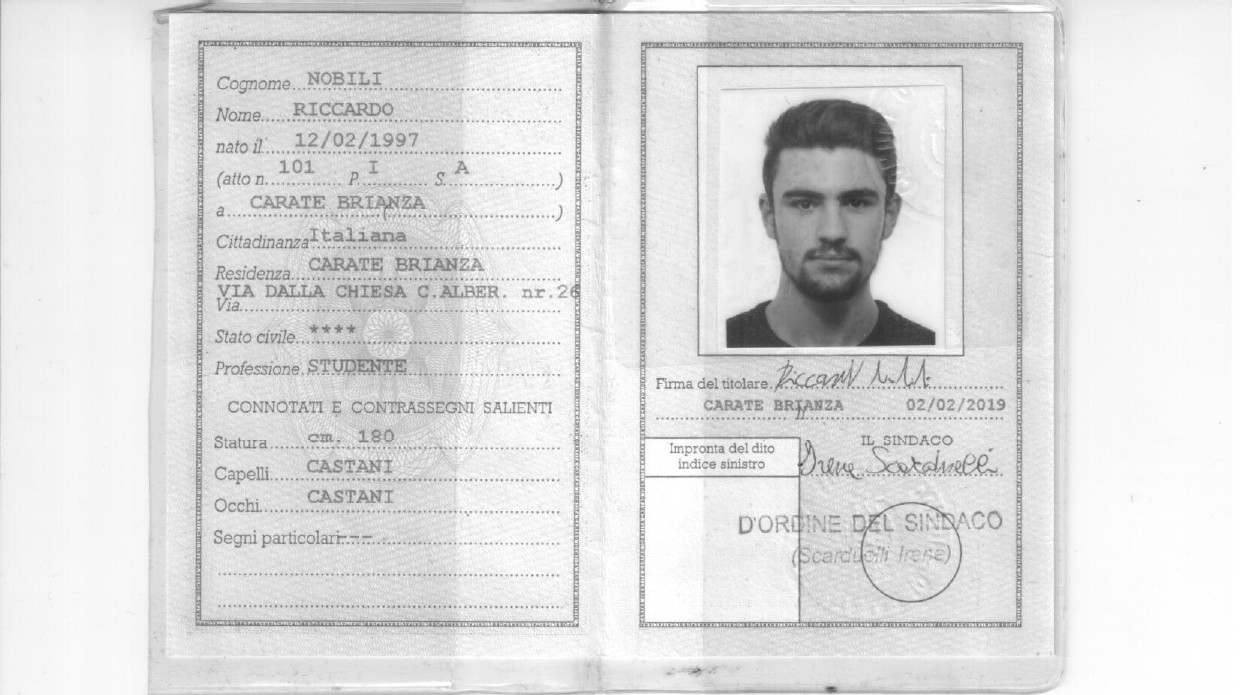 Cognome NOBILI
Nome RICCARDO
nato il 12/02/1997
(atto n. 101 P. I S. A )
a CARATE BRIANZA ( )
Cittadinanza Italiana
Residenza CARATE BRIANZA
VIA DALLA CHIESA C.ALBER. nr.26
Via
Stato civile ****
Professione STUDENTE
CONNOTATI E CONTRASSEGNI SALIENTI
Statura cm. 180
Capelli CASTANI
Occhi CASTANI
Segni particolari ---
Firma del titolare
CARATE BRIANZA 02/02/2019
Impronta del dito
indice sinistro
IL SINDACO
Irene Scarduelli
D'ORDINE DEL SINDACO
(Scarduelli Irene)